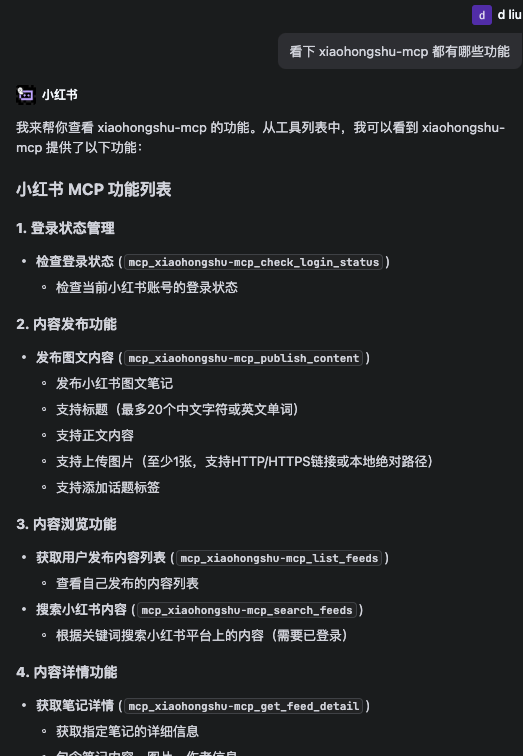 d d liu
看下 xiaohongshu-mcp 都有哪些功能
小红书
我来帮你查看 xiaohongshu-mcp 的功能。从工具列表中，我可以看到 xiaohongshu-
mcp 提供了以下功能：
小红书 MCP 功能列表
1. 登录状态管理
• 检查登录状态 ( mcp_xiaohongshu-mcp_check_login_status )
◦ 检查当前小红书账号的登录状态
2. 内容发布功能
• 发布图文内容 ( mcp_xiaohongshu-mcp_publish_content )
◦ 发布小红书图文笔记
◦ 支持标题（最多20个中文字符或英文单词）
◦ 支持正文内容
◦ 支持上传图片（至少1张，支持HTTP/HTTPS链接或本地绝对路径）
◦ 支持添加话题标签
3. 内容浏览功能
• 获取用户发布内容列表 ( mcp_xiaohongshu-mcp_list_feeds )
◦ 查看自己发布的内容列表
• 搜索小红书内容 ( mcp_xiaohongshu-mcp_search_feeds )
◦ 根据关键词搜索小红书平台上的内容（需要已登录）
4. 内容详情功能
• 获取笔记详情 ( mcp_xiaohongshu-mcp_get_feed_detail )
◦ 获取指定笔记的详细信息
◦ 包含笔记内容、图片、作者信息